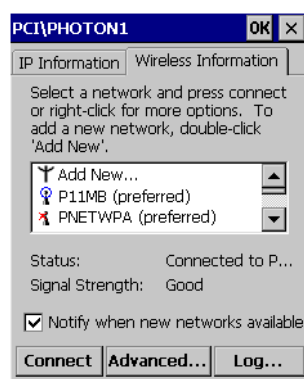 PCI\PHOTON1 OK ×
IP Information Wireless Information
Select a network and press connect
or right-click for more options. To
add a new network, double-click
'Add New'.
Add New...
P11MB (preferred)
PNETWPA (preferred)
Status: Connected to P...
Signal Strength: Good
Notify when new networks available
Connect Advanced... Log...